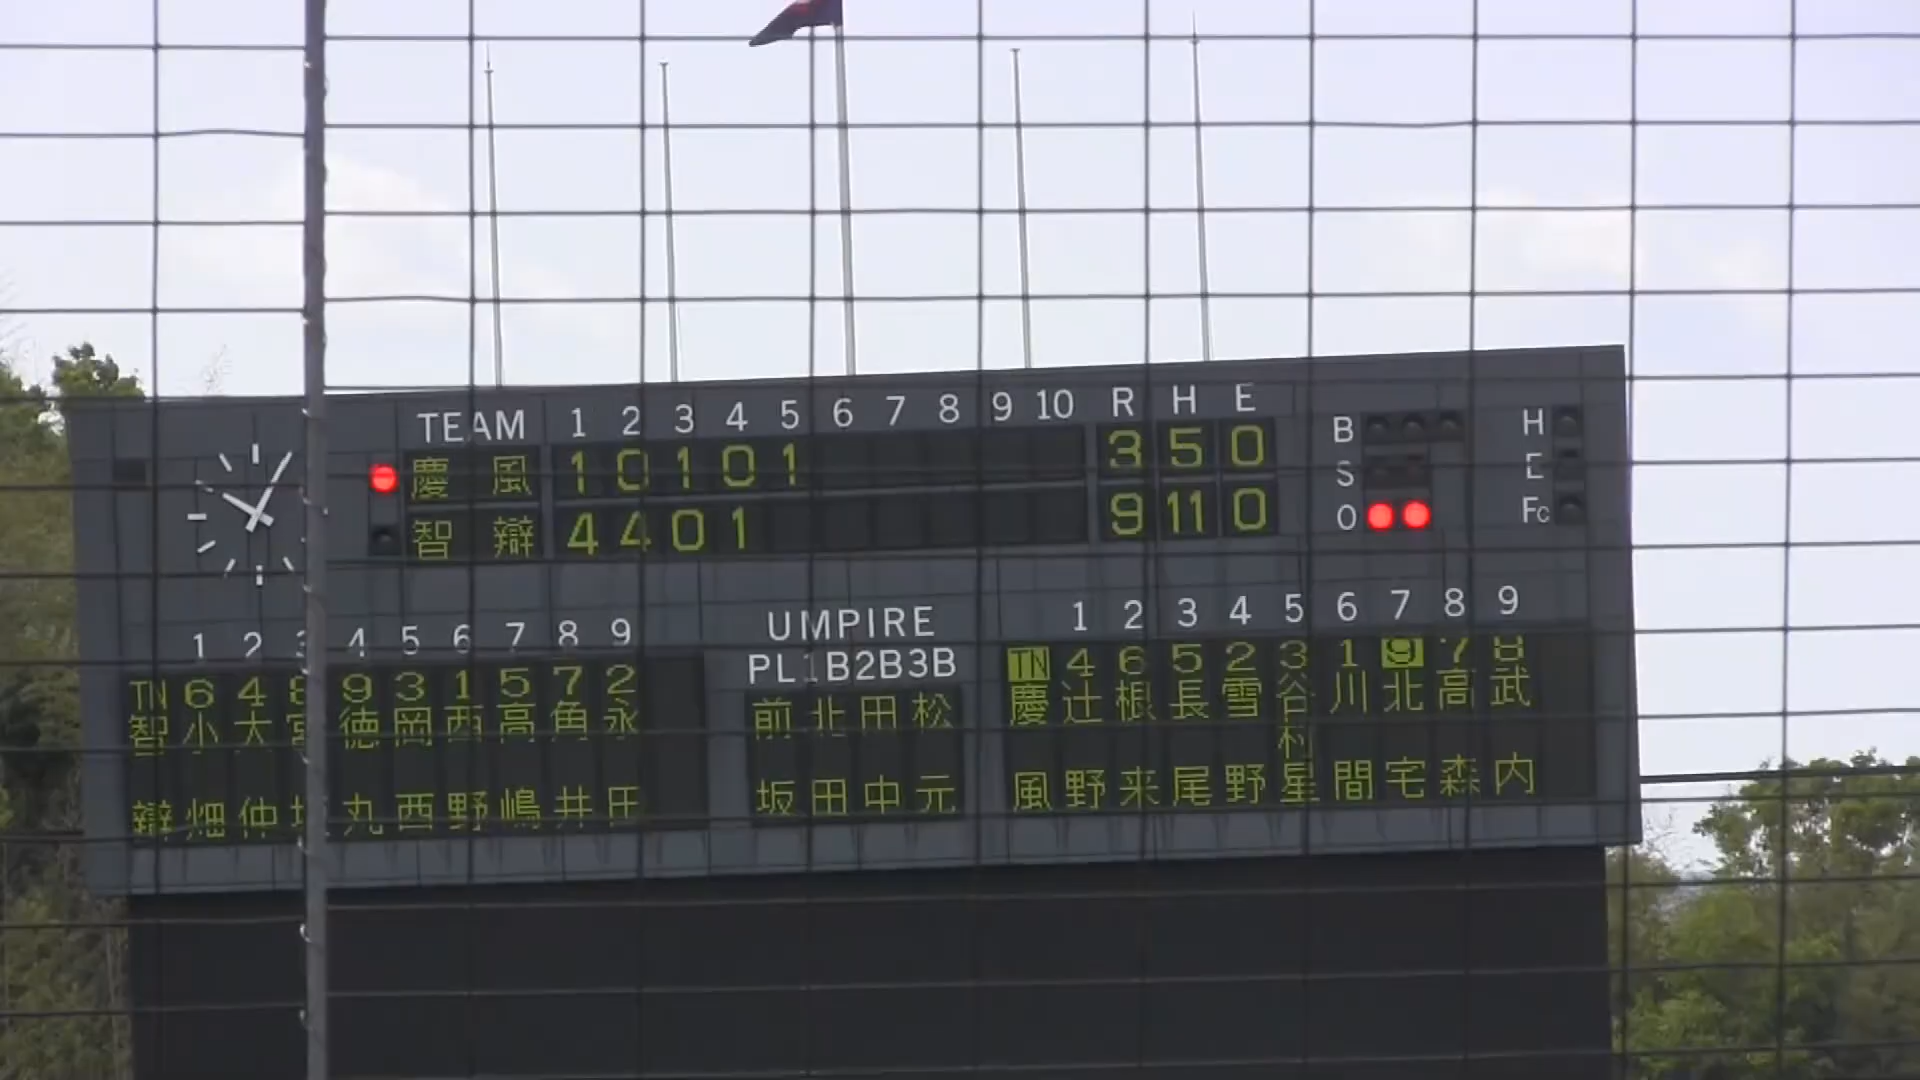 TEAM 1 2 3 4 5 6 7 8 9 10 R H E
慶風 1 0 1 0 1 3 5 0
智辯 4 4 0 1 9 11 0
B
S
O
H
E
Fc
1 2 3 4 5 6 7 8 9
TN 6 4 8 9 3 1 5 7 2
智 小 大 宮 徳 岡 西 高 角 永
辯 畑 仲 坂 丸 西 野 嶋 井 田
UMPIRE
PL 1B 2B 3B
前 北 田 松
坂 田 中 元
1 2 3 4 5 6 7 8 9
TN 4 6 5 2 3 1 9 7 8
慶 辻 根 長 雪 谷 川 北 高 武
村
風 野 来 尾 野 星 間 宅 森 内